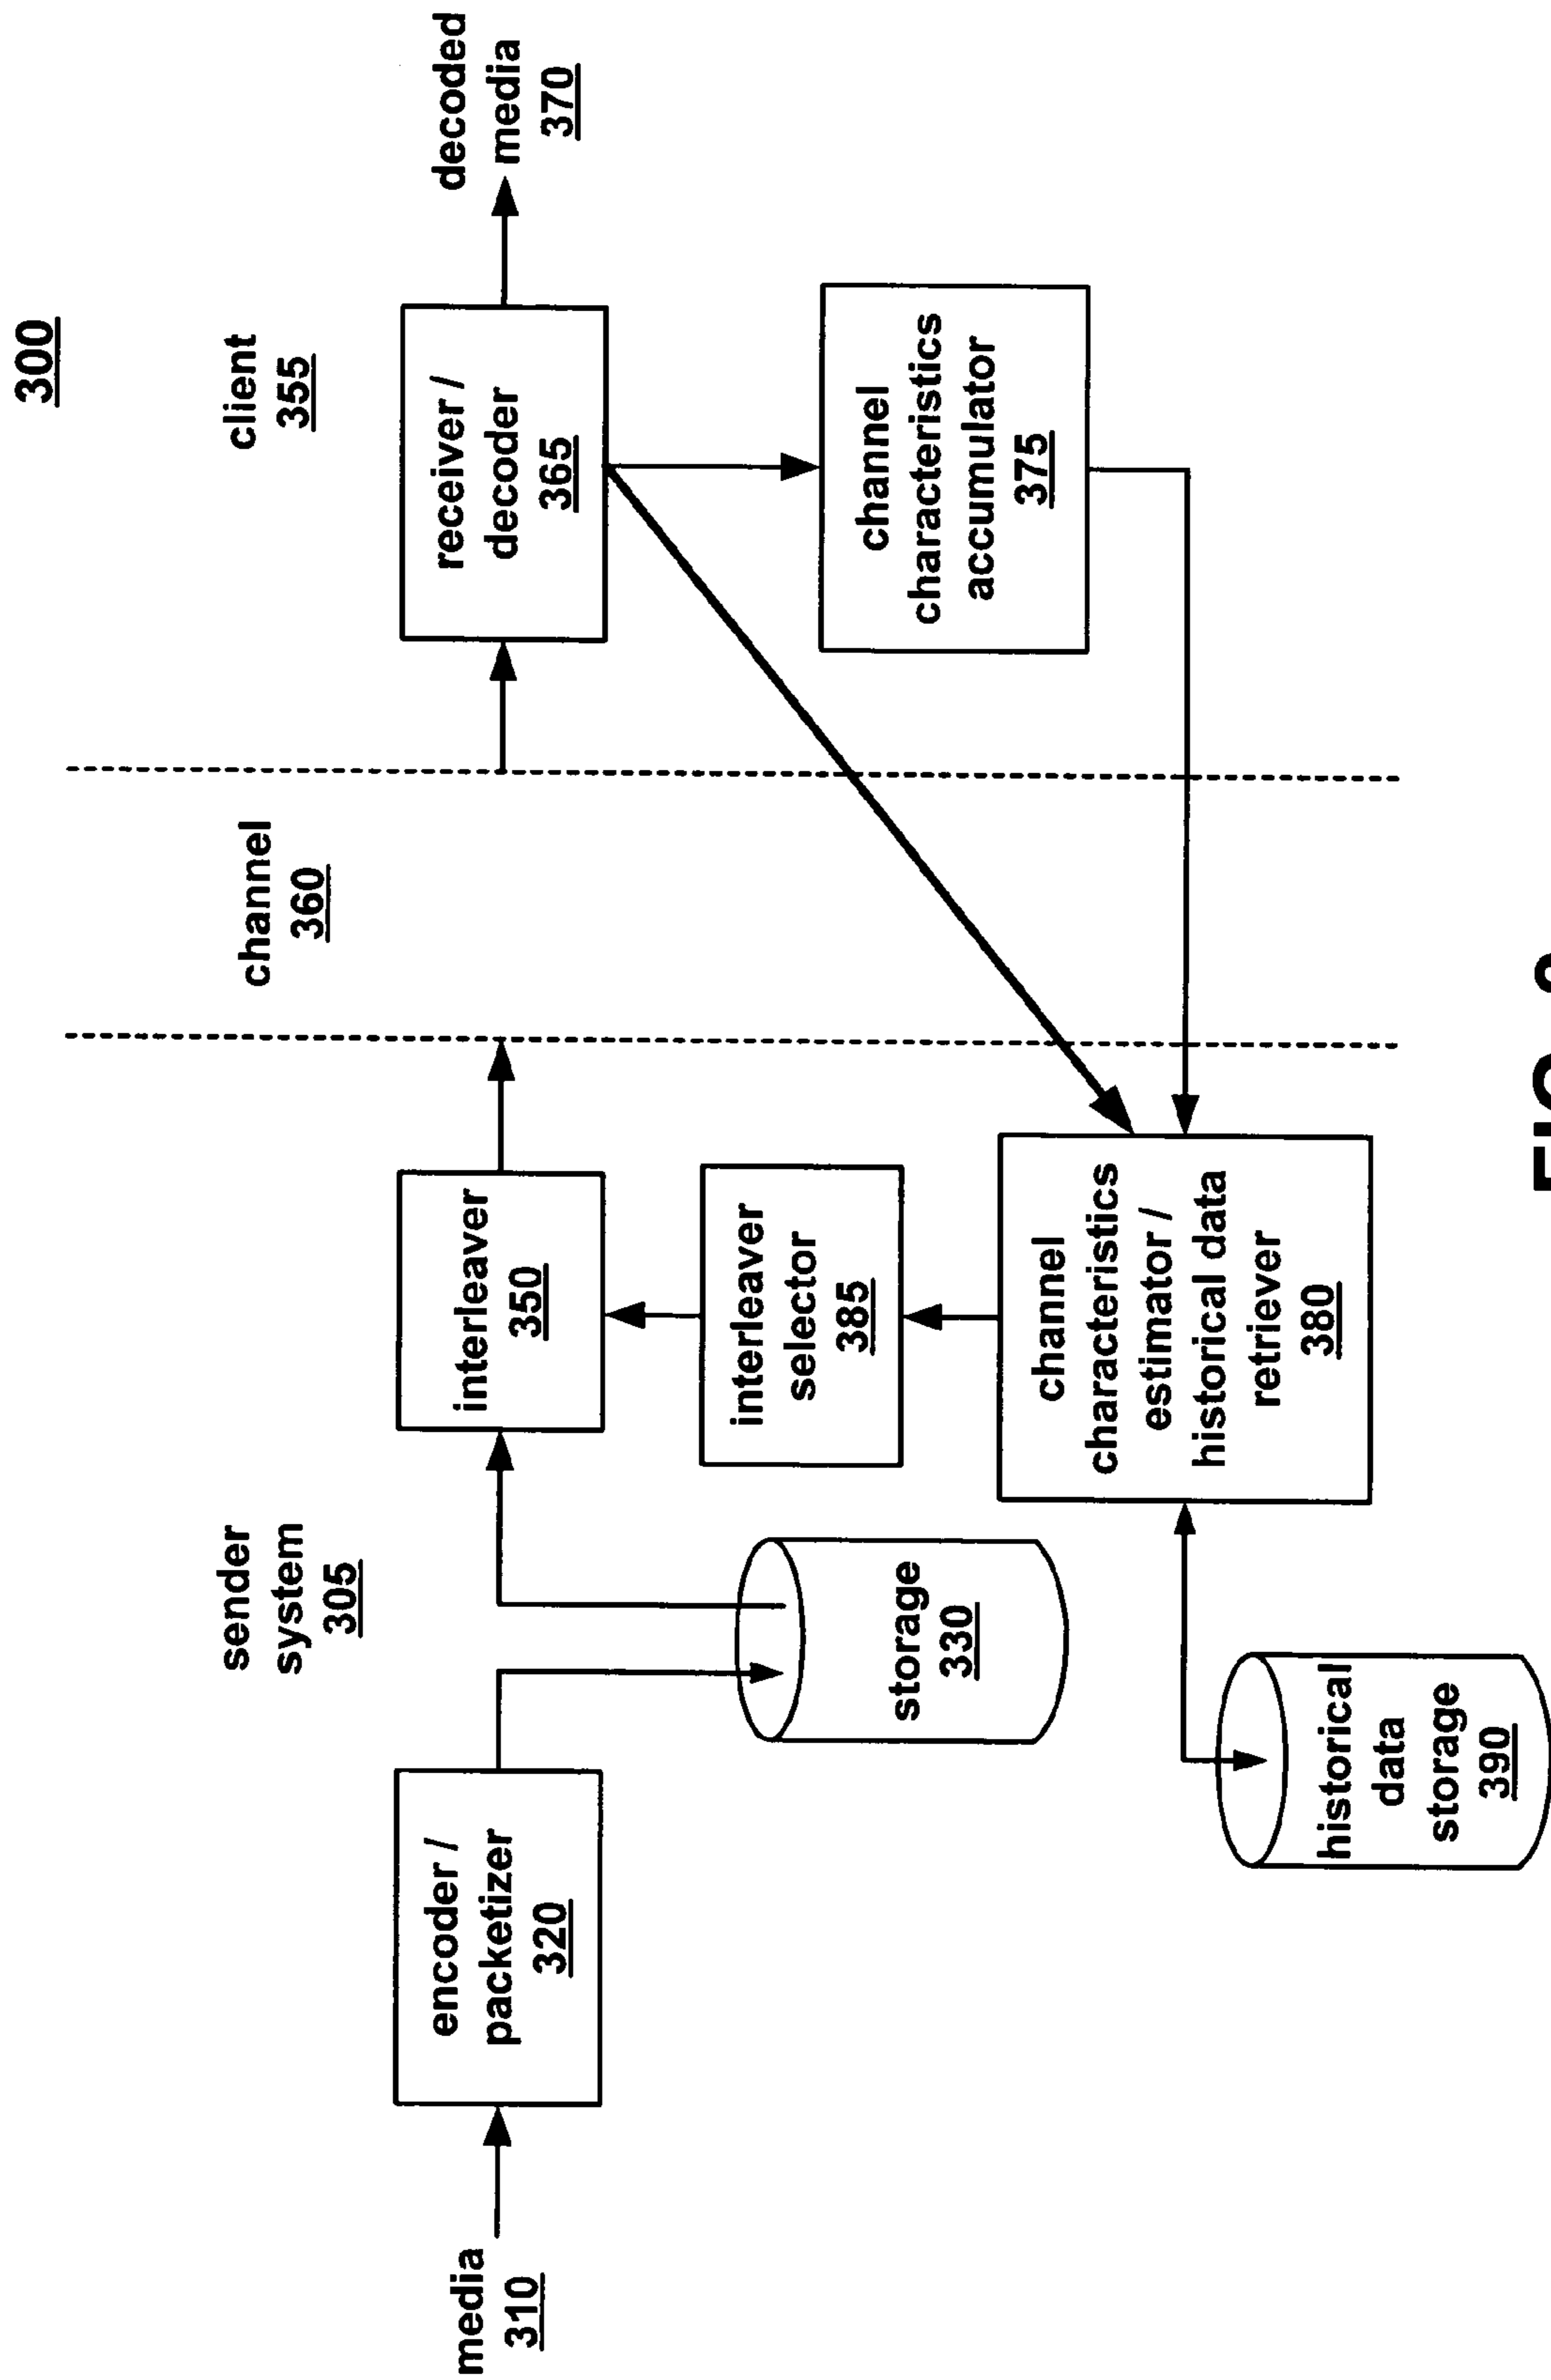 300
sender
system
305
channel
360
client
355
media
310
encoder /
packetizer
320
storage
330
interleaver
350
interleaver
selector
385
channel
characteristics
estimator /
historical data
retriever
380
historical
data
storage
390
receiver /
decoder
365
channel
characteristics
accumulator
375
decoded
media
370
FIG.